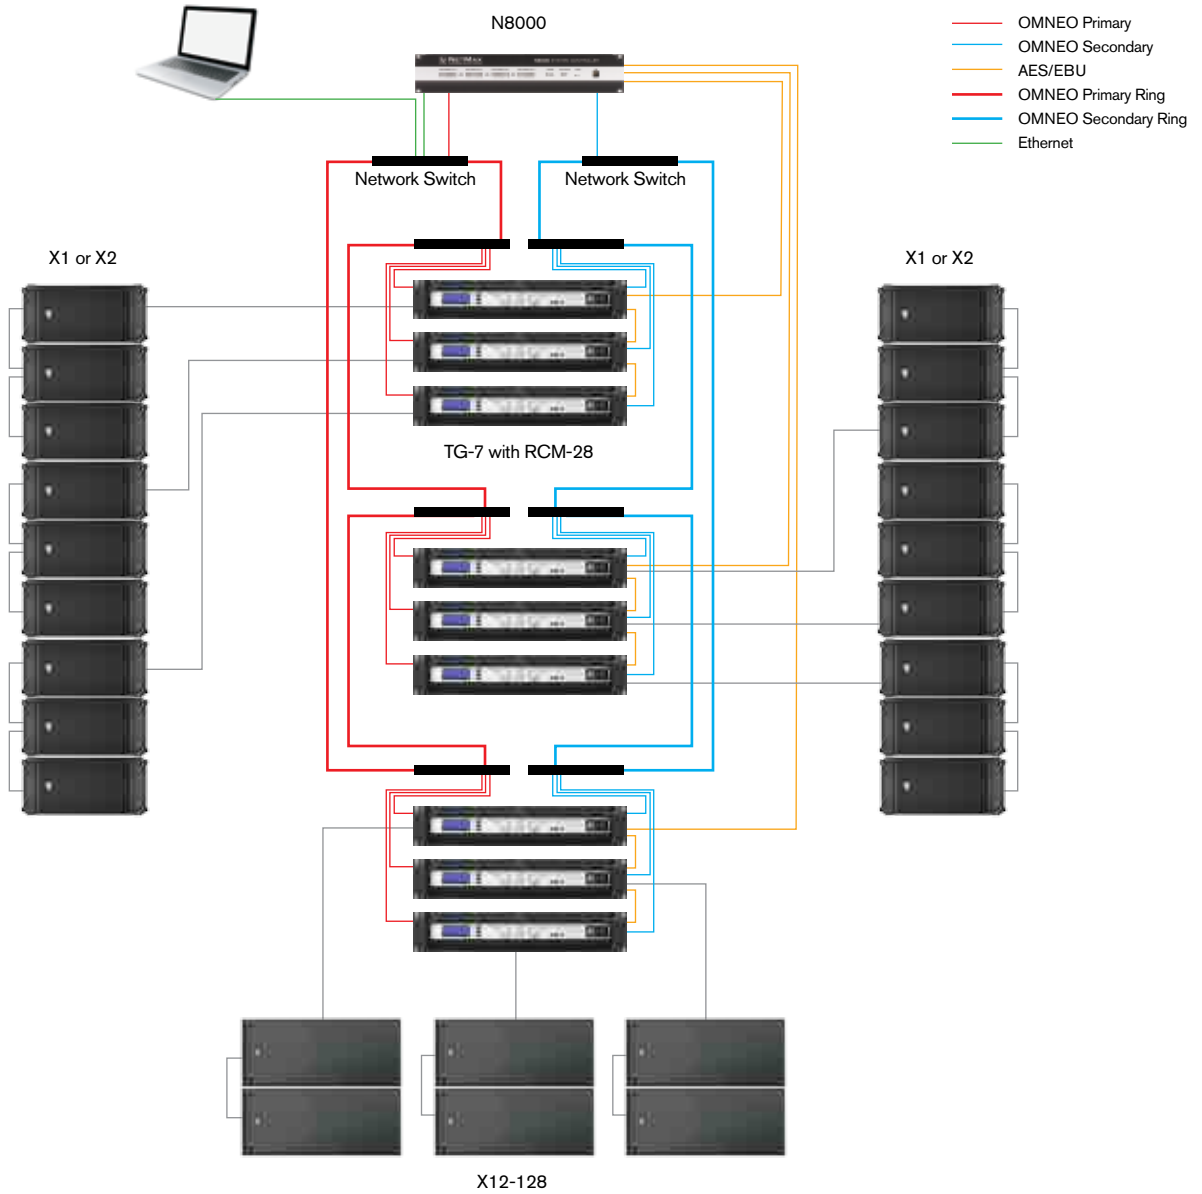 N8000
OMNEO Primary
OMNEO Secondary
AES/EBU
OMNEO Primary Ring
OMNEO Secondary Ring
Ethernet
NETMAX
Network Switch
Network Switch
X1 or X2
X1 or X2
TG-7 with RCM-28
X12-128